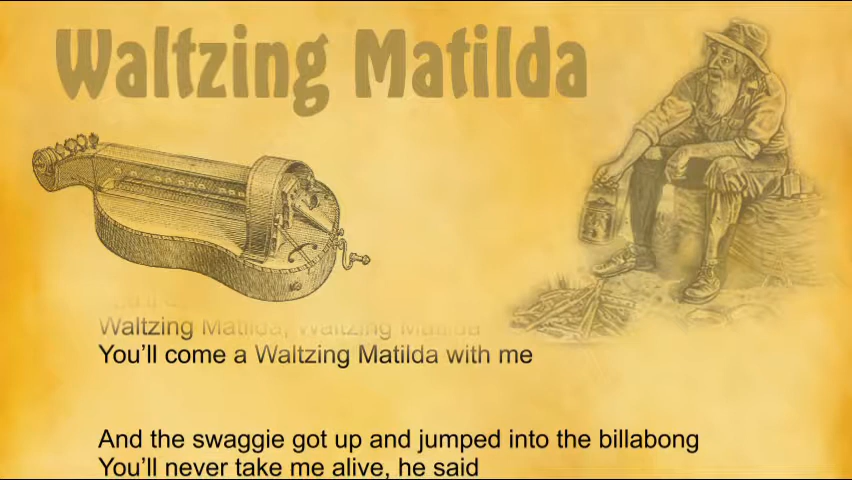 Waltzing Matilda
Waltzing Matilda, Waltzing Matilda
You’ll come a Waltzing Matilda with me
And the swaggie got up and jumped into the billabong
You’ll never take me alive, he said